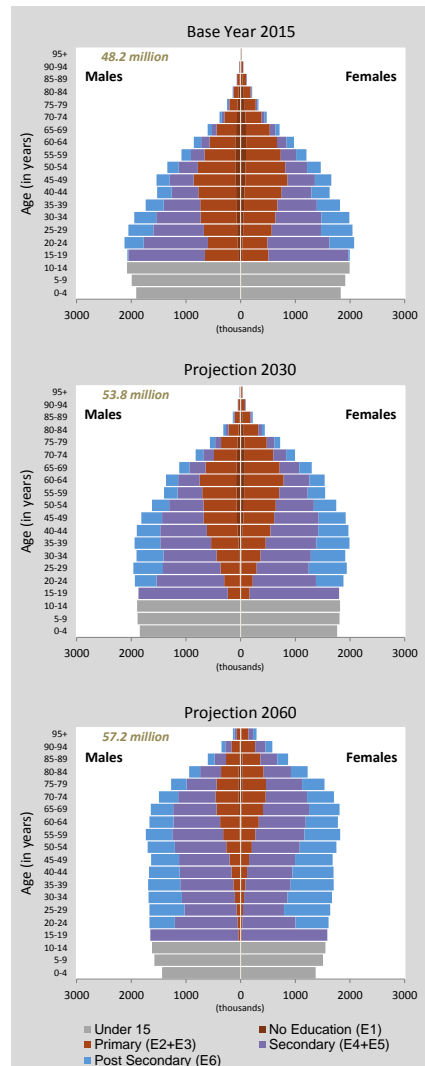 Base Year 2015
48.2 million
Males
Females
Age (in years)
95+
90-94
85-89
80-84
75-79
70-74
65-69
60-64
55-59
50-54
45-49
40-44
35-39
30-34
25-29
20-24
15-19
10-14
5-9
0-4
3000 2000 1000 0 1000 2000 3000
(thousands)
Projection 2030
53.8 million
Males
Females
Age (in years)
95+
90-94
85-89
80-84
75-79
70-74
65-69
60-64
55-59
50-54
45-49
40-44
35-39
30-34
25-29
20-24
15-19
10-14
5-9
0-4
3000 2000 1000 0 1000 2000 3000
(thousands)
Projection 2060
57.2 million
Males
Females
Age (in years)
95+
90-94
85-89
80-84
75-79
70-74
65-69
60-64
55-59
50-54
45-49
40-44
35-39
30-34
25-29
20-24
15-19
10-14
5-9
0-4
3000 2000 1000 0 1000 2000 3000
(thousands)
Under 15
No Education (E1)
Primary (E2+E3)
Secondary (E4+E5)
Post Secondary (E6)